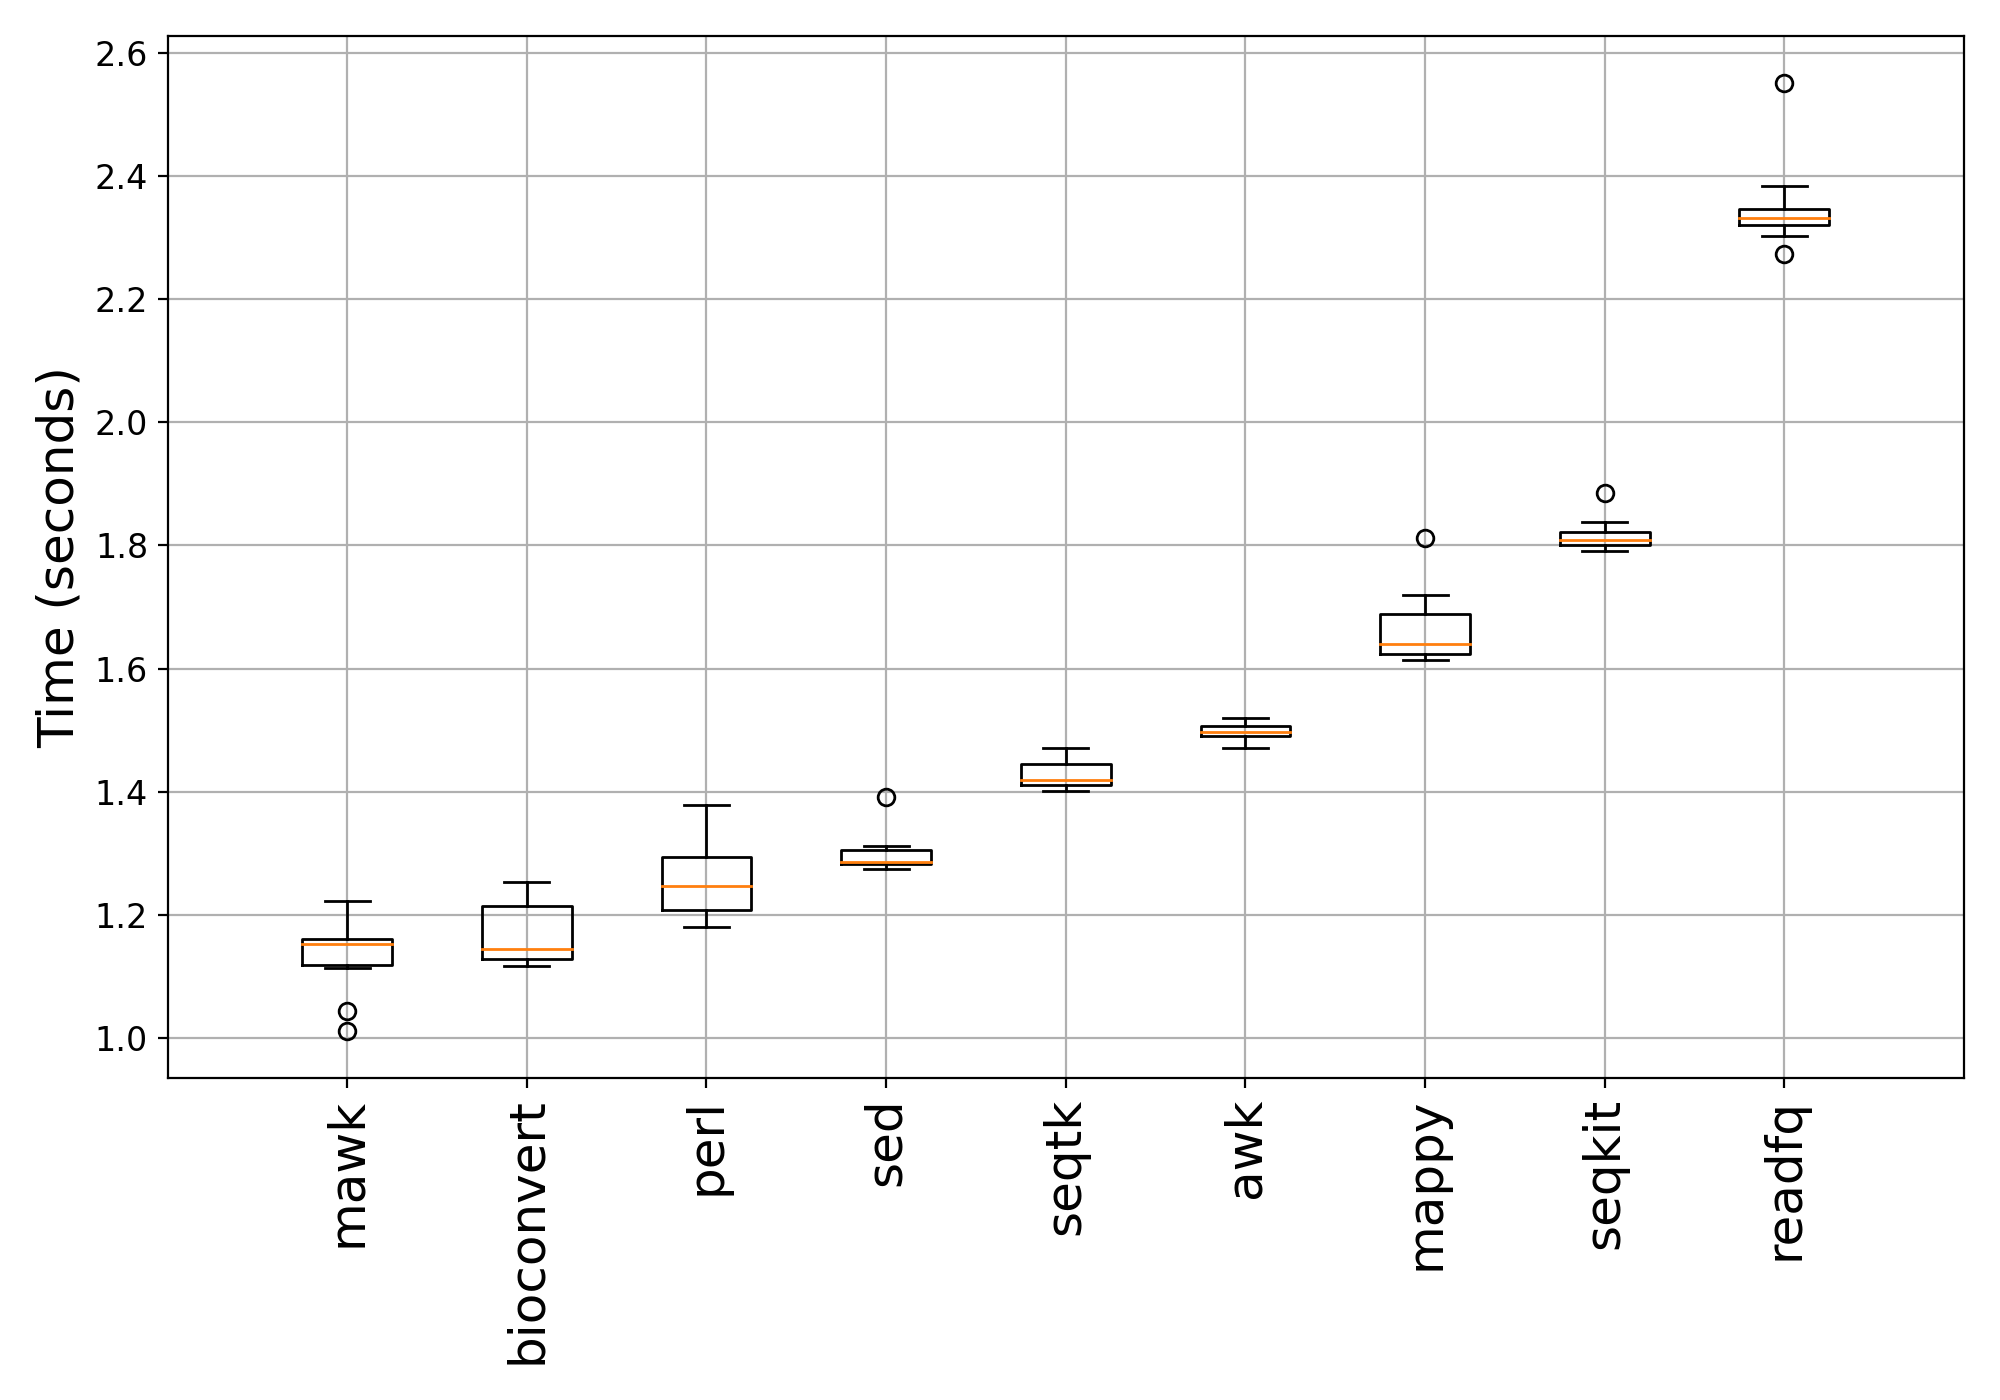 2.6
2.4
2.2
2.0
1.8
1.6
1.4
1.2
1.0
Time (seconds)
mawk
bioconvert
perl
sed
seqtk
awk
mappy
seqkit
readfq